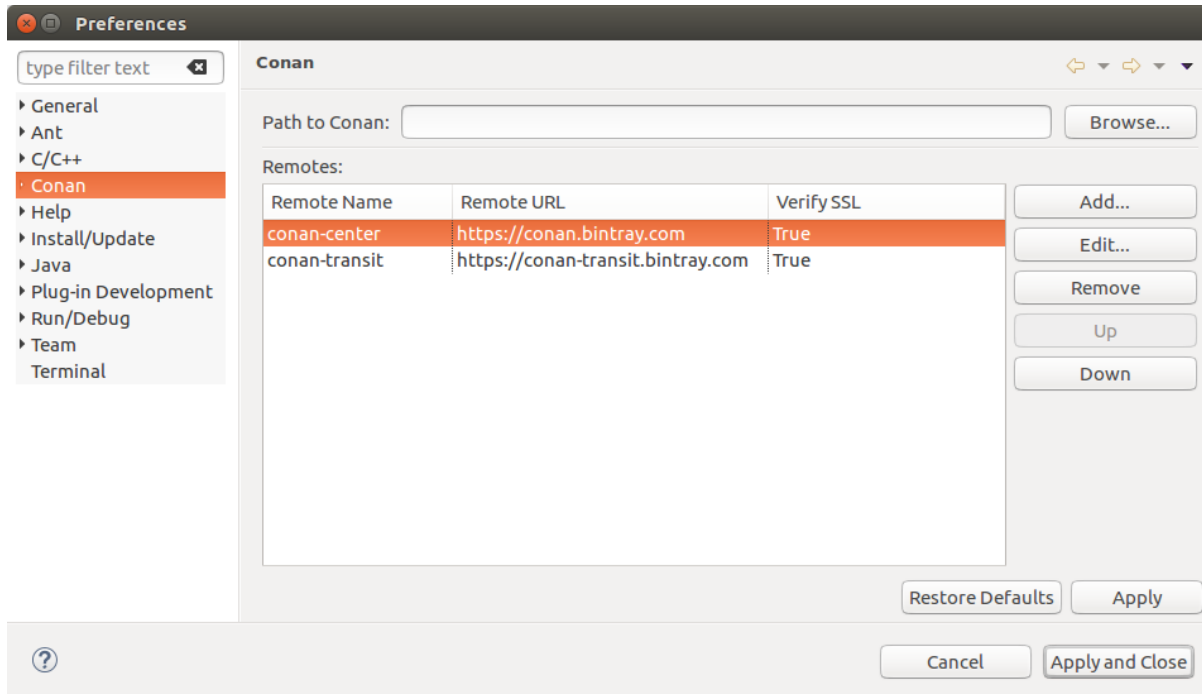 Preferences
type filter text
General
Ant
C/C++
Conan
Help
Install/Update
Java
Plug-in Development
Run/Debug
Team
Terminal
Conan
Path to Conan:
Browse...
Remotes:
Remote Name Remote URL Verify SSL
conan-center https://conan.bintray.com True
conan-transit https://conan-transit.bintray.com True
Add...
Edit...
Remove
Up
Down
Restore Defaults Apply
Cancel Apply and Close